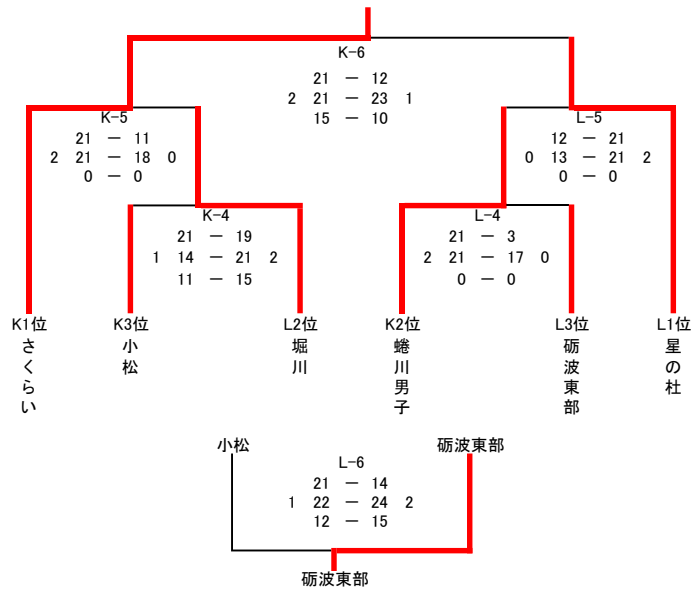 K-6
21 － 12
2 21 － 23 1
15 － 10
K-5
21 － 11
2 21 － 18 0
0 － 0
L-5
12 － 21
0 13 － 21 2
0 － 0
K-4
21 － 19
1 14 － 21 2
11 － 15
L-4
21 － 3
2 21 － 17 0
0 － 0
K1位
さくらい
K3位
小松
L2位
堀川
K2位
蜷川男子
L3位
砺波東部
L1位
星の杜
小松
砺波東部
L-6
21 － 14
1 22 － 24 2
12 － 15
砺波東部